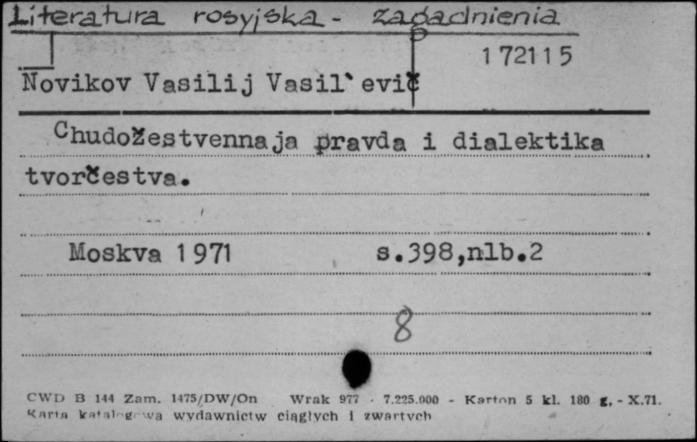 Literatura rosyjska - zagadnienia
172115
Novikov Vasilij Vasil`evič
Chudožestvennaja pravda i dialektika
tvorčestva.
Moskva 1971 s.398,nlb.2
8
CWD B 144 Zam. 1475/DW/On Wrak 977 - 7.225.000 - Karton 5 kl. 180 g. - X.71.
Karta katalogowa wydawnictw ciągłych i zwartych